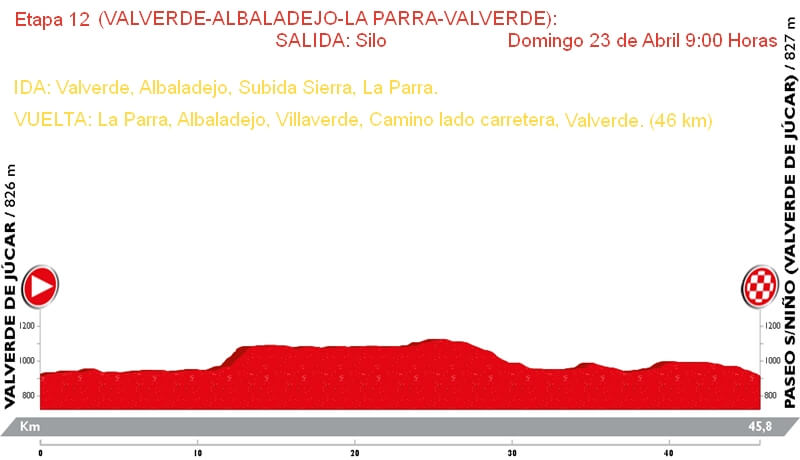 Etapa 12 (VALVERDE-ALBALADEJO-LA PARRA-VALVERDE):
SALIDA: Silo Domingo 23 de Abril 9:00 Horas
IDA: Valverde, Albaladejo, Subida Sierra, La Parra.
VUELTA: La Parra, Albaladejo, Villaverde, Camino lado carretera, Valverde. (46 km)
VALVERDE DE JÚCAR / 826 m
PASEO S/NIÑO (VALVERDE DE JÚCAR) / 827 m
1200 1200
1000 1000
800 800
Km 45,8
0 10 20 30 40